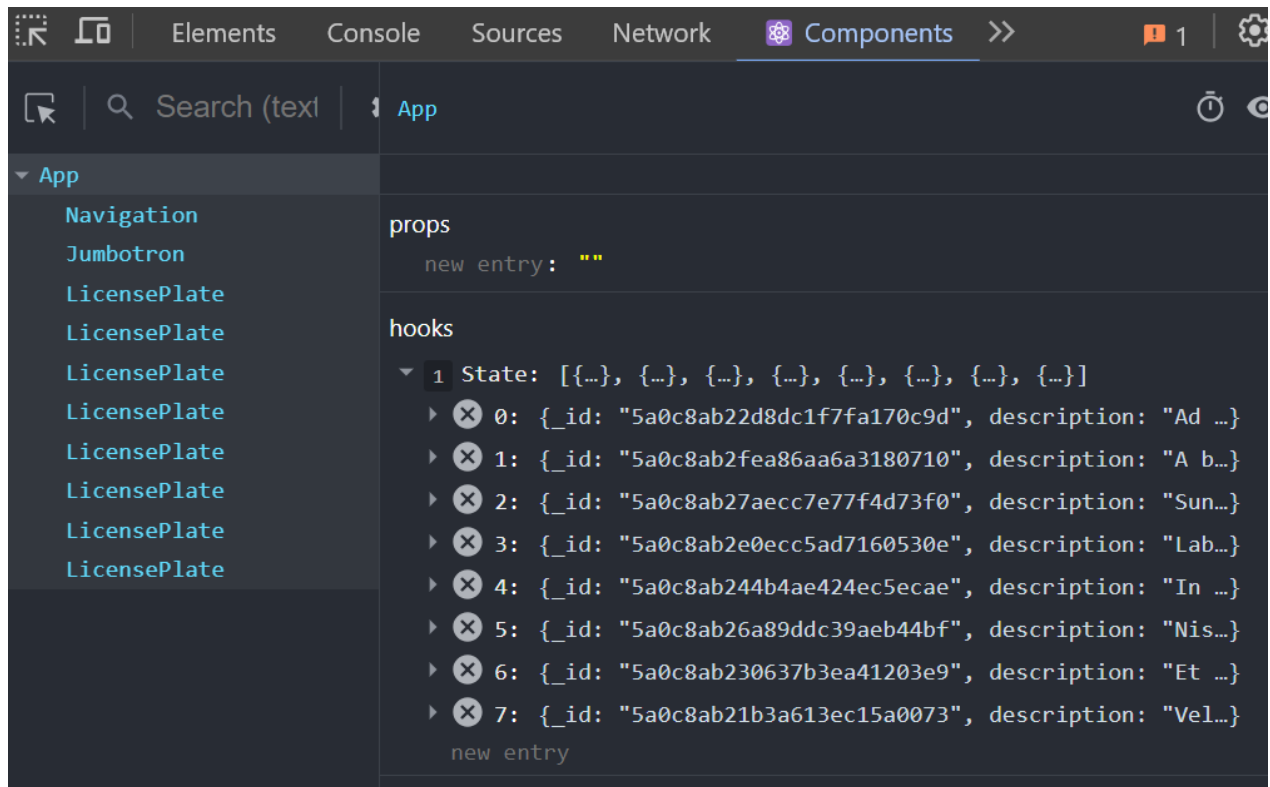 Elements Console Sources Network Components 1
Search (text
App
App
Navigation
Jumbotron
LicensePlate
LicensePlate
LicensePlate
LicensePlate
LicensePlate
LicensePlate
LicensePlate
LicensePlate
props
new entry: ""
hooks
1 State: [{…}, {…}, {…}, {…}, {…}, {…}, {…}, {…}]
0: {_id: "5a0c8ab22d8dc1f7fa170c9d", description: "Ad …}
1: {_id: "5a0c8ab2fea86aa6a3180710", description: "A b…}
2: {_id: "5a0c8ab27aecc7e77f4d73f0", description: "Sun…}
3: {_id: "5a0c8ab2e0ecc5ad7160530e", description: "Lab…}
4: {_id: "5a0c8ab244b4ae424ec5ecae", description: "In …}
5: {_id: "5a0c8ab26a89ddc39aeb44bf", description: "Nis…}
6: {_id: "5a0c8ab230637b3ea41203e9", description: "Et …}
7: {_id: "5a0c8ab21b3a613ec15a0073", description: "Vel…}
new entry